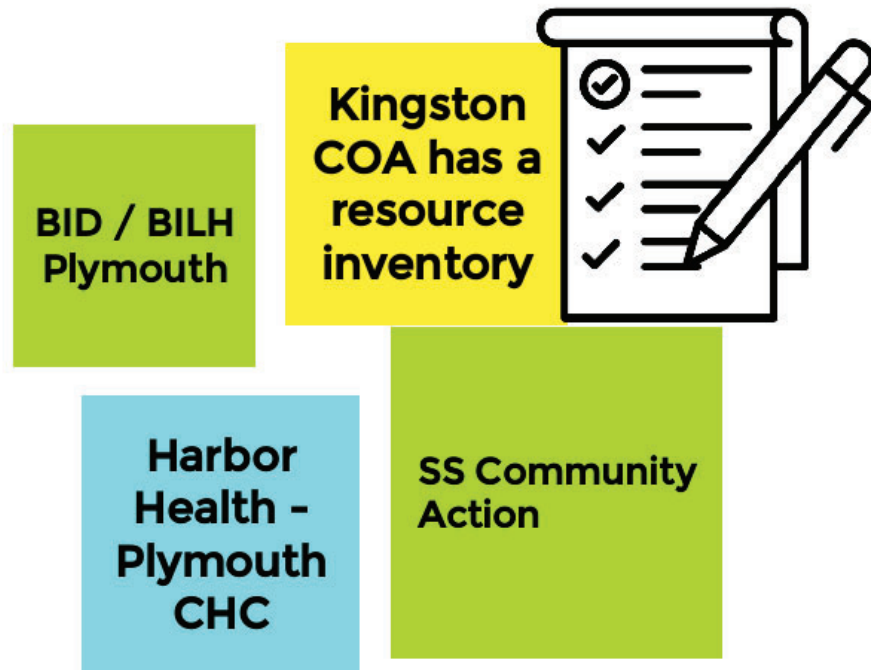 Kingston
COA has a
resource
inventory
BID / BILH
Plymouth
Harbor
Health -
Plymouth
CHC
SS Community
Action